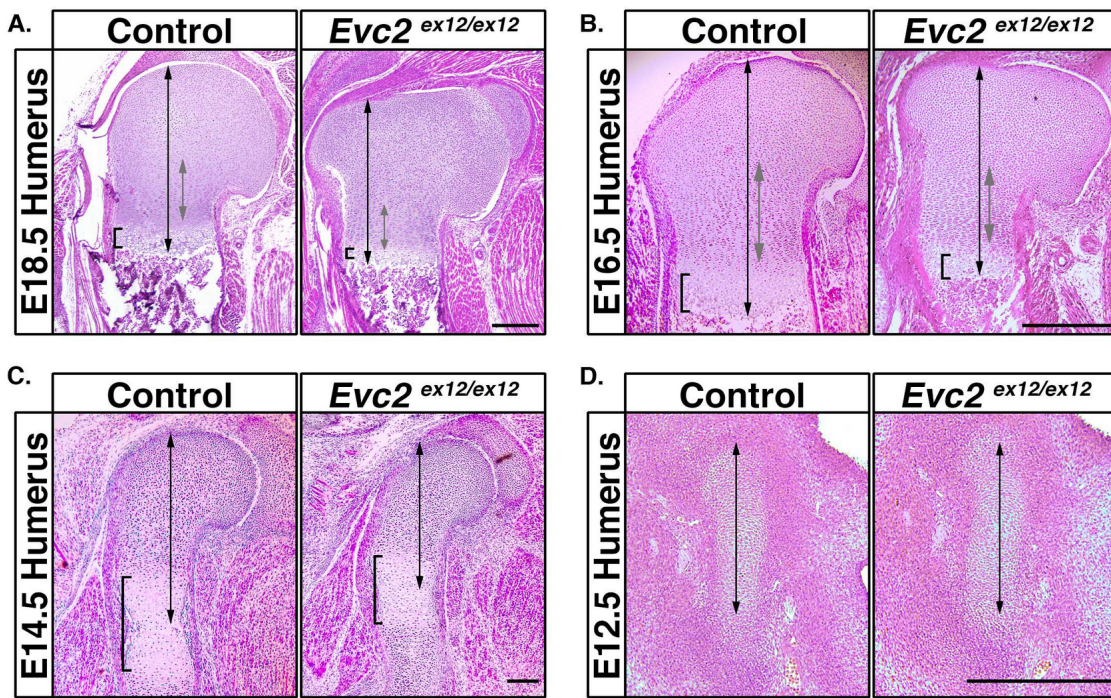 A.
Control
Evc2 ex12/ex12
E18.5 Humerus
B.
Control
Evc2 ex12/ex12
E16.5 Humerus
C.
Control
Evc2 ex12/ex12
E14.5 Humerus
D.
Control
Evc2 ex12/ex12
E12.5 Humerus